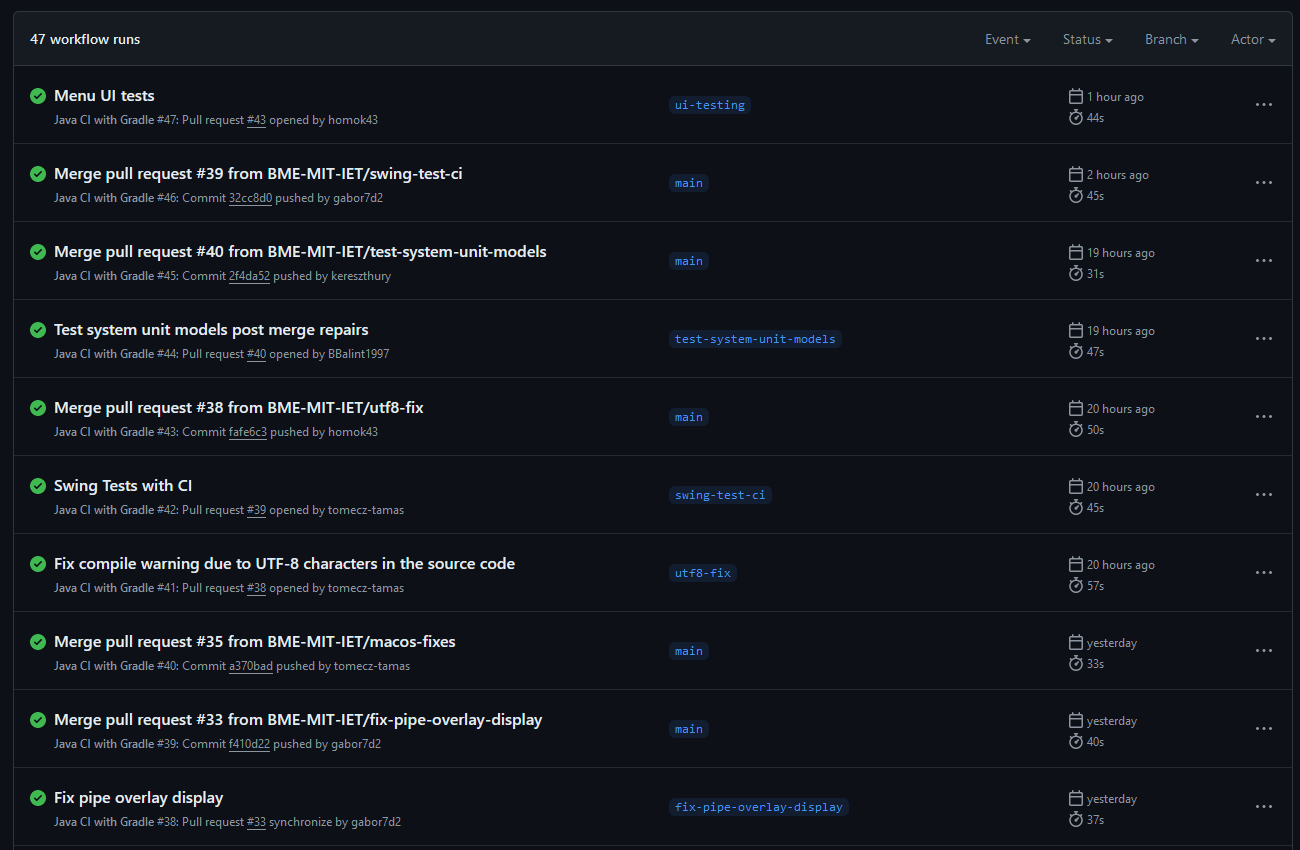 47 workflow runs Event Status Branch Actor
Menu UI tests
Java CI with Gradle #47: Pull request #43 opened by homok43
ui-testing
1 hour ago
44s
Merge pull request #39 from BME-MIT-IET/swing-test-ci
Java CI with Gradle #46: Commit 32cc8d0 pushed by gabor7d2
main
2 hours ago
45s
Merge pull request #40 from BME-MIT-IET/test-system-unit-models
Java CI with Gradle #45: Commit 2f4da52 pushed by kereszthury
main
19 hours ago
31s
Test system unit models post merge repairs
Java CI with Gradle #44: Pull request #40 opened by BBalint1997
test-system-unit-models
19 hours ago
47s
Merge pull request #38 from BME-MIT-IET/utf8-fix
Java CI with Gradle #43: Commit fafe6c3 pushed by homok43
main
20 hours ago
50s
Swing Tests with CI
Java CI with Gradle #42: Pull request #39 opened by tomecz-tamas
swing-test-ci
20 hours ago
45s
Fix compile warning due to UTF-8 characters in the source code
Java CI with Gradle #41: Pull request #38 opened by tomecz-tamas
utf8-fix
20 hours ago
57s
Merge pull request #35 from BME-MIT-IET/macos-fixes
Java CI with Gradle #40: Commit a370bad pushed by tomecz-tamas
main
yesterday
33s
Merge pull request #33 from BME-MIT-IET/fix-pipe-overlay-display
Java CI with Gradle #39: Commit f410d22 pushed by gabor7d2
main
yesterday
40s
Fix pipe overlay display
Java CI with Gradle #38: Pull request #33 synchronize by gabor7d2
fix-pipe-overlay-display
yesterday
37s